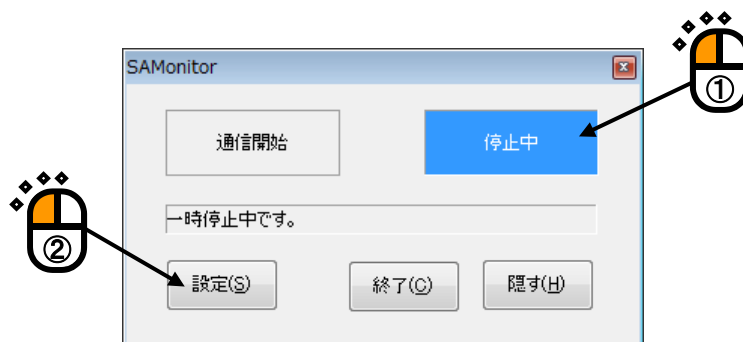 SAMonitor
①
通信開始
停止中
一時停止中です。
②
設定(S)
終了(C)
隠す(H)